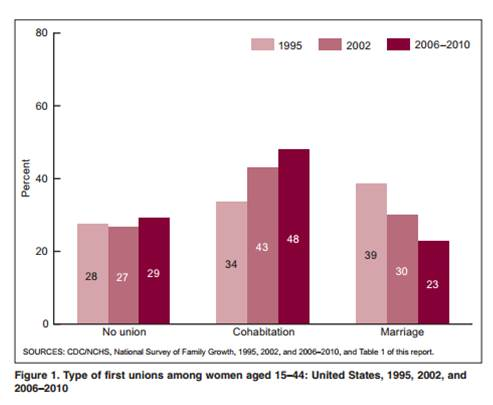 80
1995 2002 2006–2010
60
Percent
40
20
0
28 27 29
34 43 48
39 30 23
No union Cohabitation Marriage
SOURCES: CDC/NCHS, National Survey of Family Growth, 1995, 2002, and 2006–2010, and Table 1 of this report.
Figure 1. Type of first unions among women aged 15–44: United States, 1995, 2002, and
2006–2010